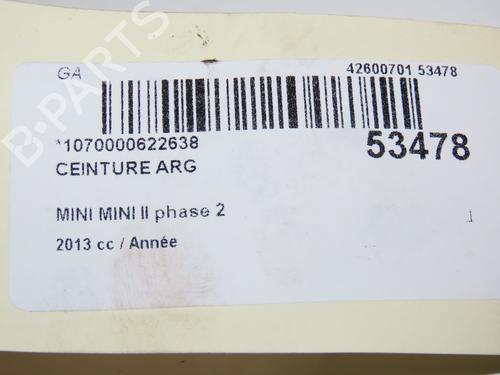 GA 42600701 53478
*1070000622638 53478
CEINTURE ARG
MINI MINI II phase 2
2013 cc / Année
B-PARTS